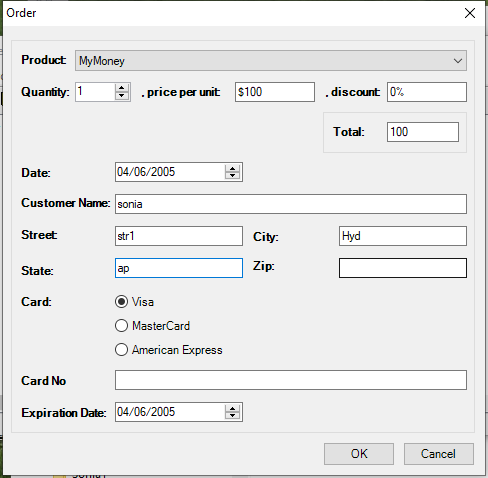 Order
Product: MyMoney
Quantity: 1 , price per unit: $100 , discount: 0%
Total: 100
Date: 04/06/2005
Customer Name: sonia
Street: str1 City: Hyd
State: ap Zip:
Card: Visa
MasterCard
American Express
Card No
Expiration Date: 04/06/2005
OK Cancel